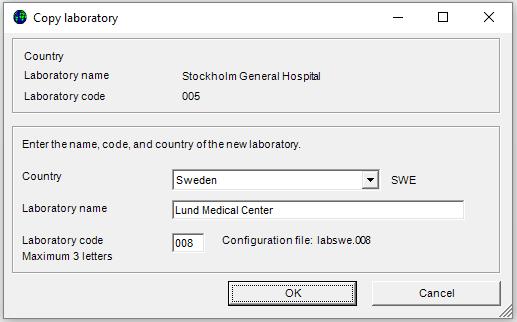 Copy laboratory
Country
Laboratory name Stockholm General Hospital
Laboratory code 005
Enter the name, code, and country of the new laboratory.
Country Sweden SWE
Laboratory name Lund Medical Center
Laboratory code 008 Configuration file: labswe.008
Maximum 3 letters
OK Cancel